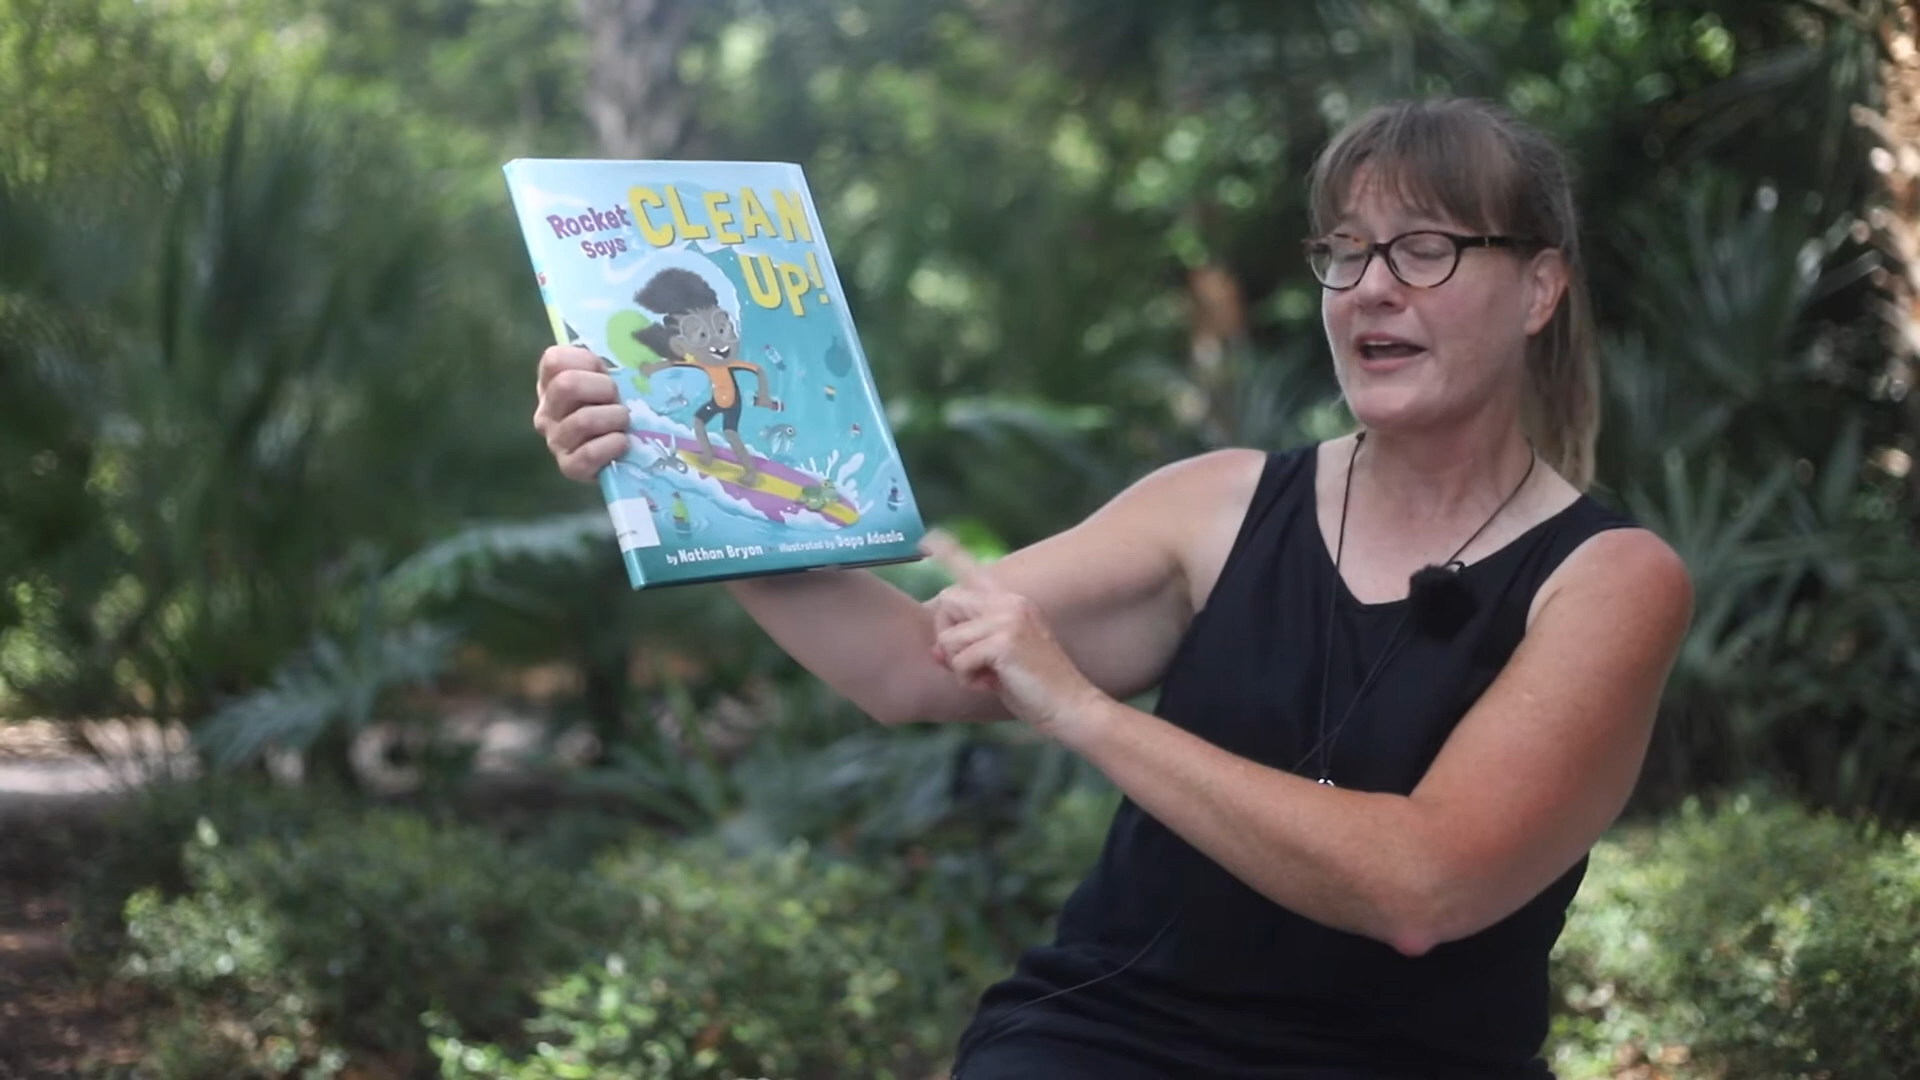 Rocket
Says
CLEAN
UP!
by Nathan Bryon • illustrated by Dapo Adeola